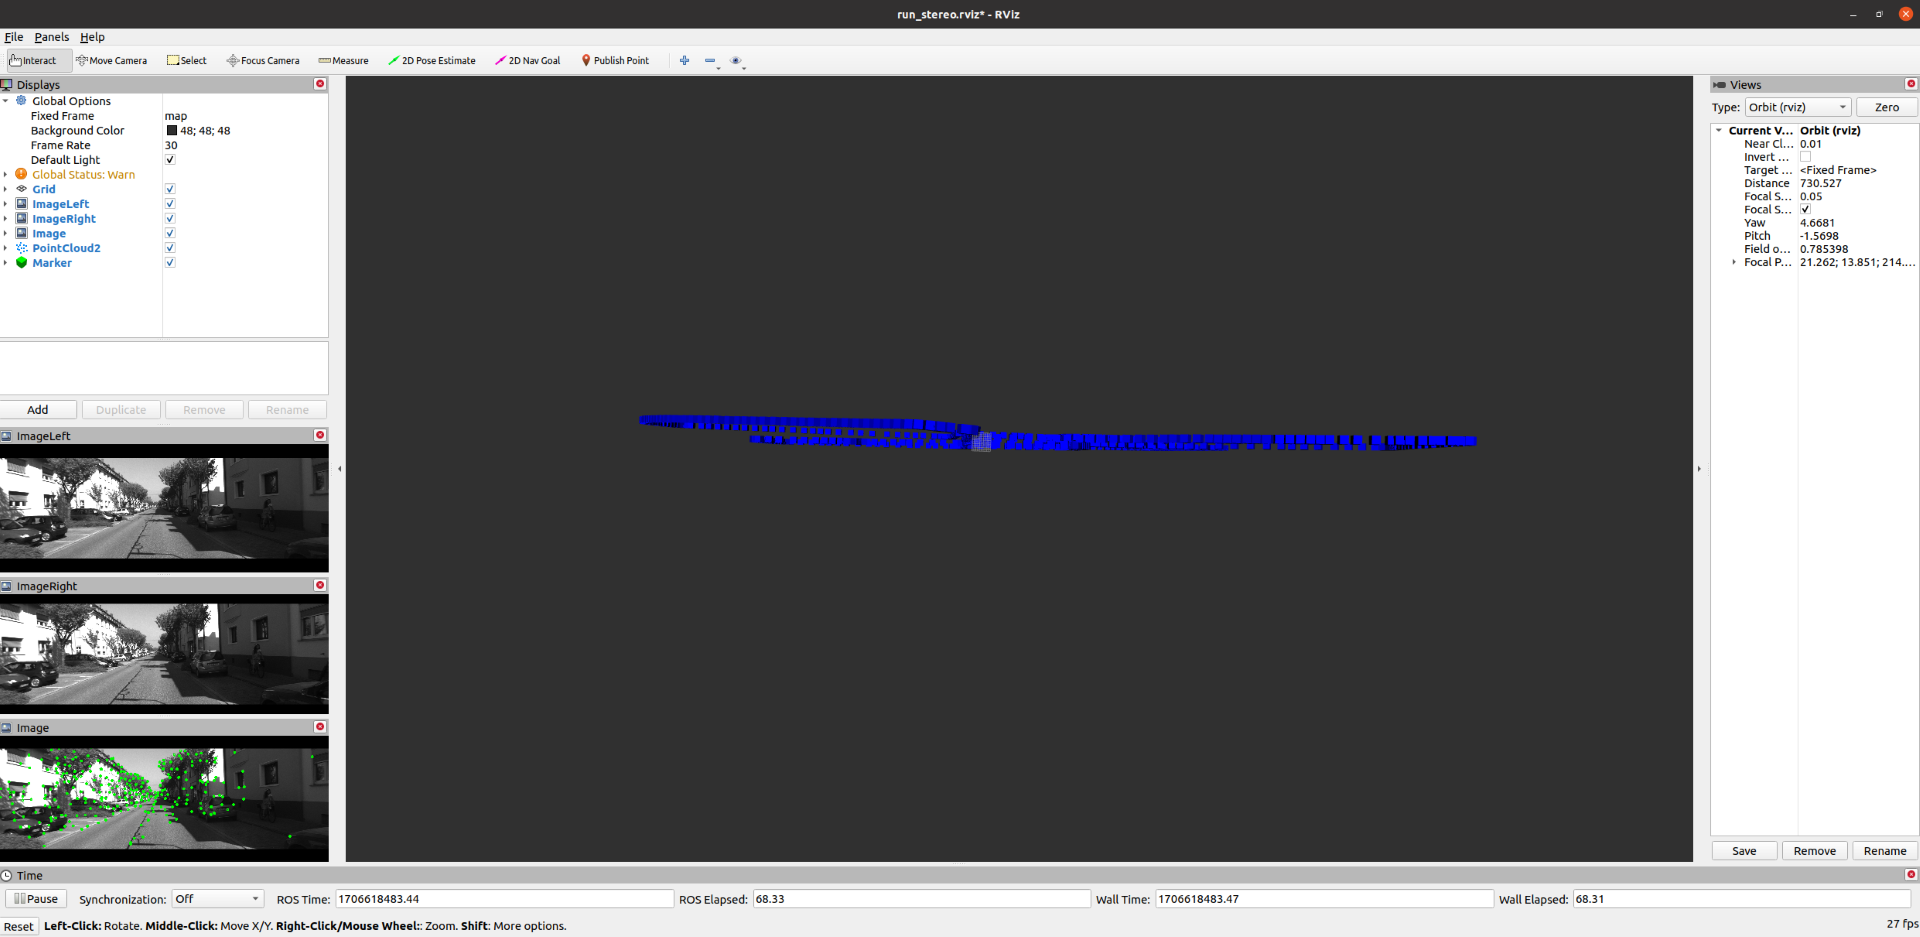 run_stereo.rviz* - RViz
File Panels Help
Interact Move Camera Select Focus Camera Measure 2D Pose Estimate 2D Nav Goal Publish Point
Displays
Global Options
Fixed Frame map
Background Color 48; 48; 48
Frame Rate 30
Default Light
Global Status: Warn
Grid
ImageLeft
ImageRight
Image
PointCloud2
Marker
Add Duplicate Remove Rename
ImageLeft
ImageRight
Image
Views
Type: Orbit (rviz) Zero
Current V... Orbit (rviz)
Near Cl... 0.01
Invert ...
Target ... <Fixed Frame>
Distance 730.527
Focal S... 0.05
Focal S...
Yaw 4.6681
Pitch -1.5698
Field o... 0.785398
Focal P... 21.262; 13.851; 214....
Save Remove Rename
Time
Pause Synchronization: Off ROS Time: 1706618483.44 ROS Elapsed: 68.33 Wall Time: 1706618483.47 Wall Elapsed: 68.31
Reset Left-Click: Rotate. Middle-Click: Move X/Y. Right-Click/Mouse Wheel:: Zoom. Shift: More options. 27 fps